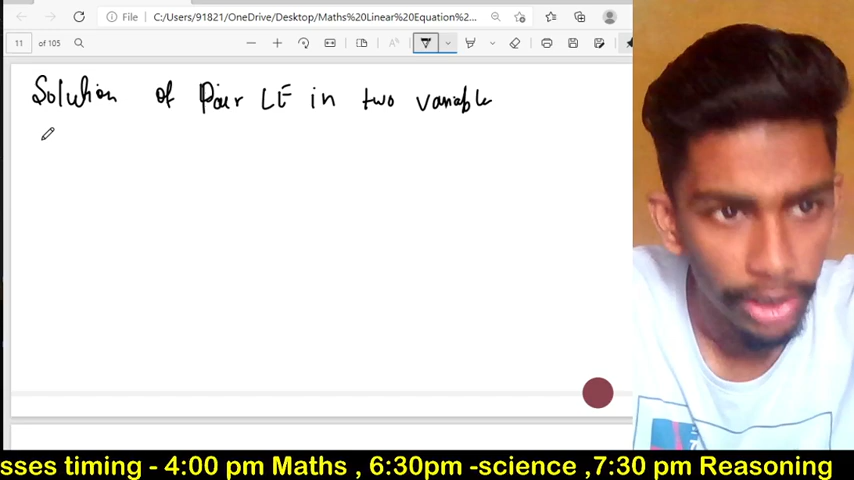 File C:/Users/91821/OneDrive/Desktop/Maths%20Linear%20Equation%2...
11 of 105
Solution of Pair LE in two variable
sses timing - 4:00 pm Maths , 6:30pm -science ,7:30 pm Reasoning